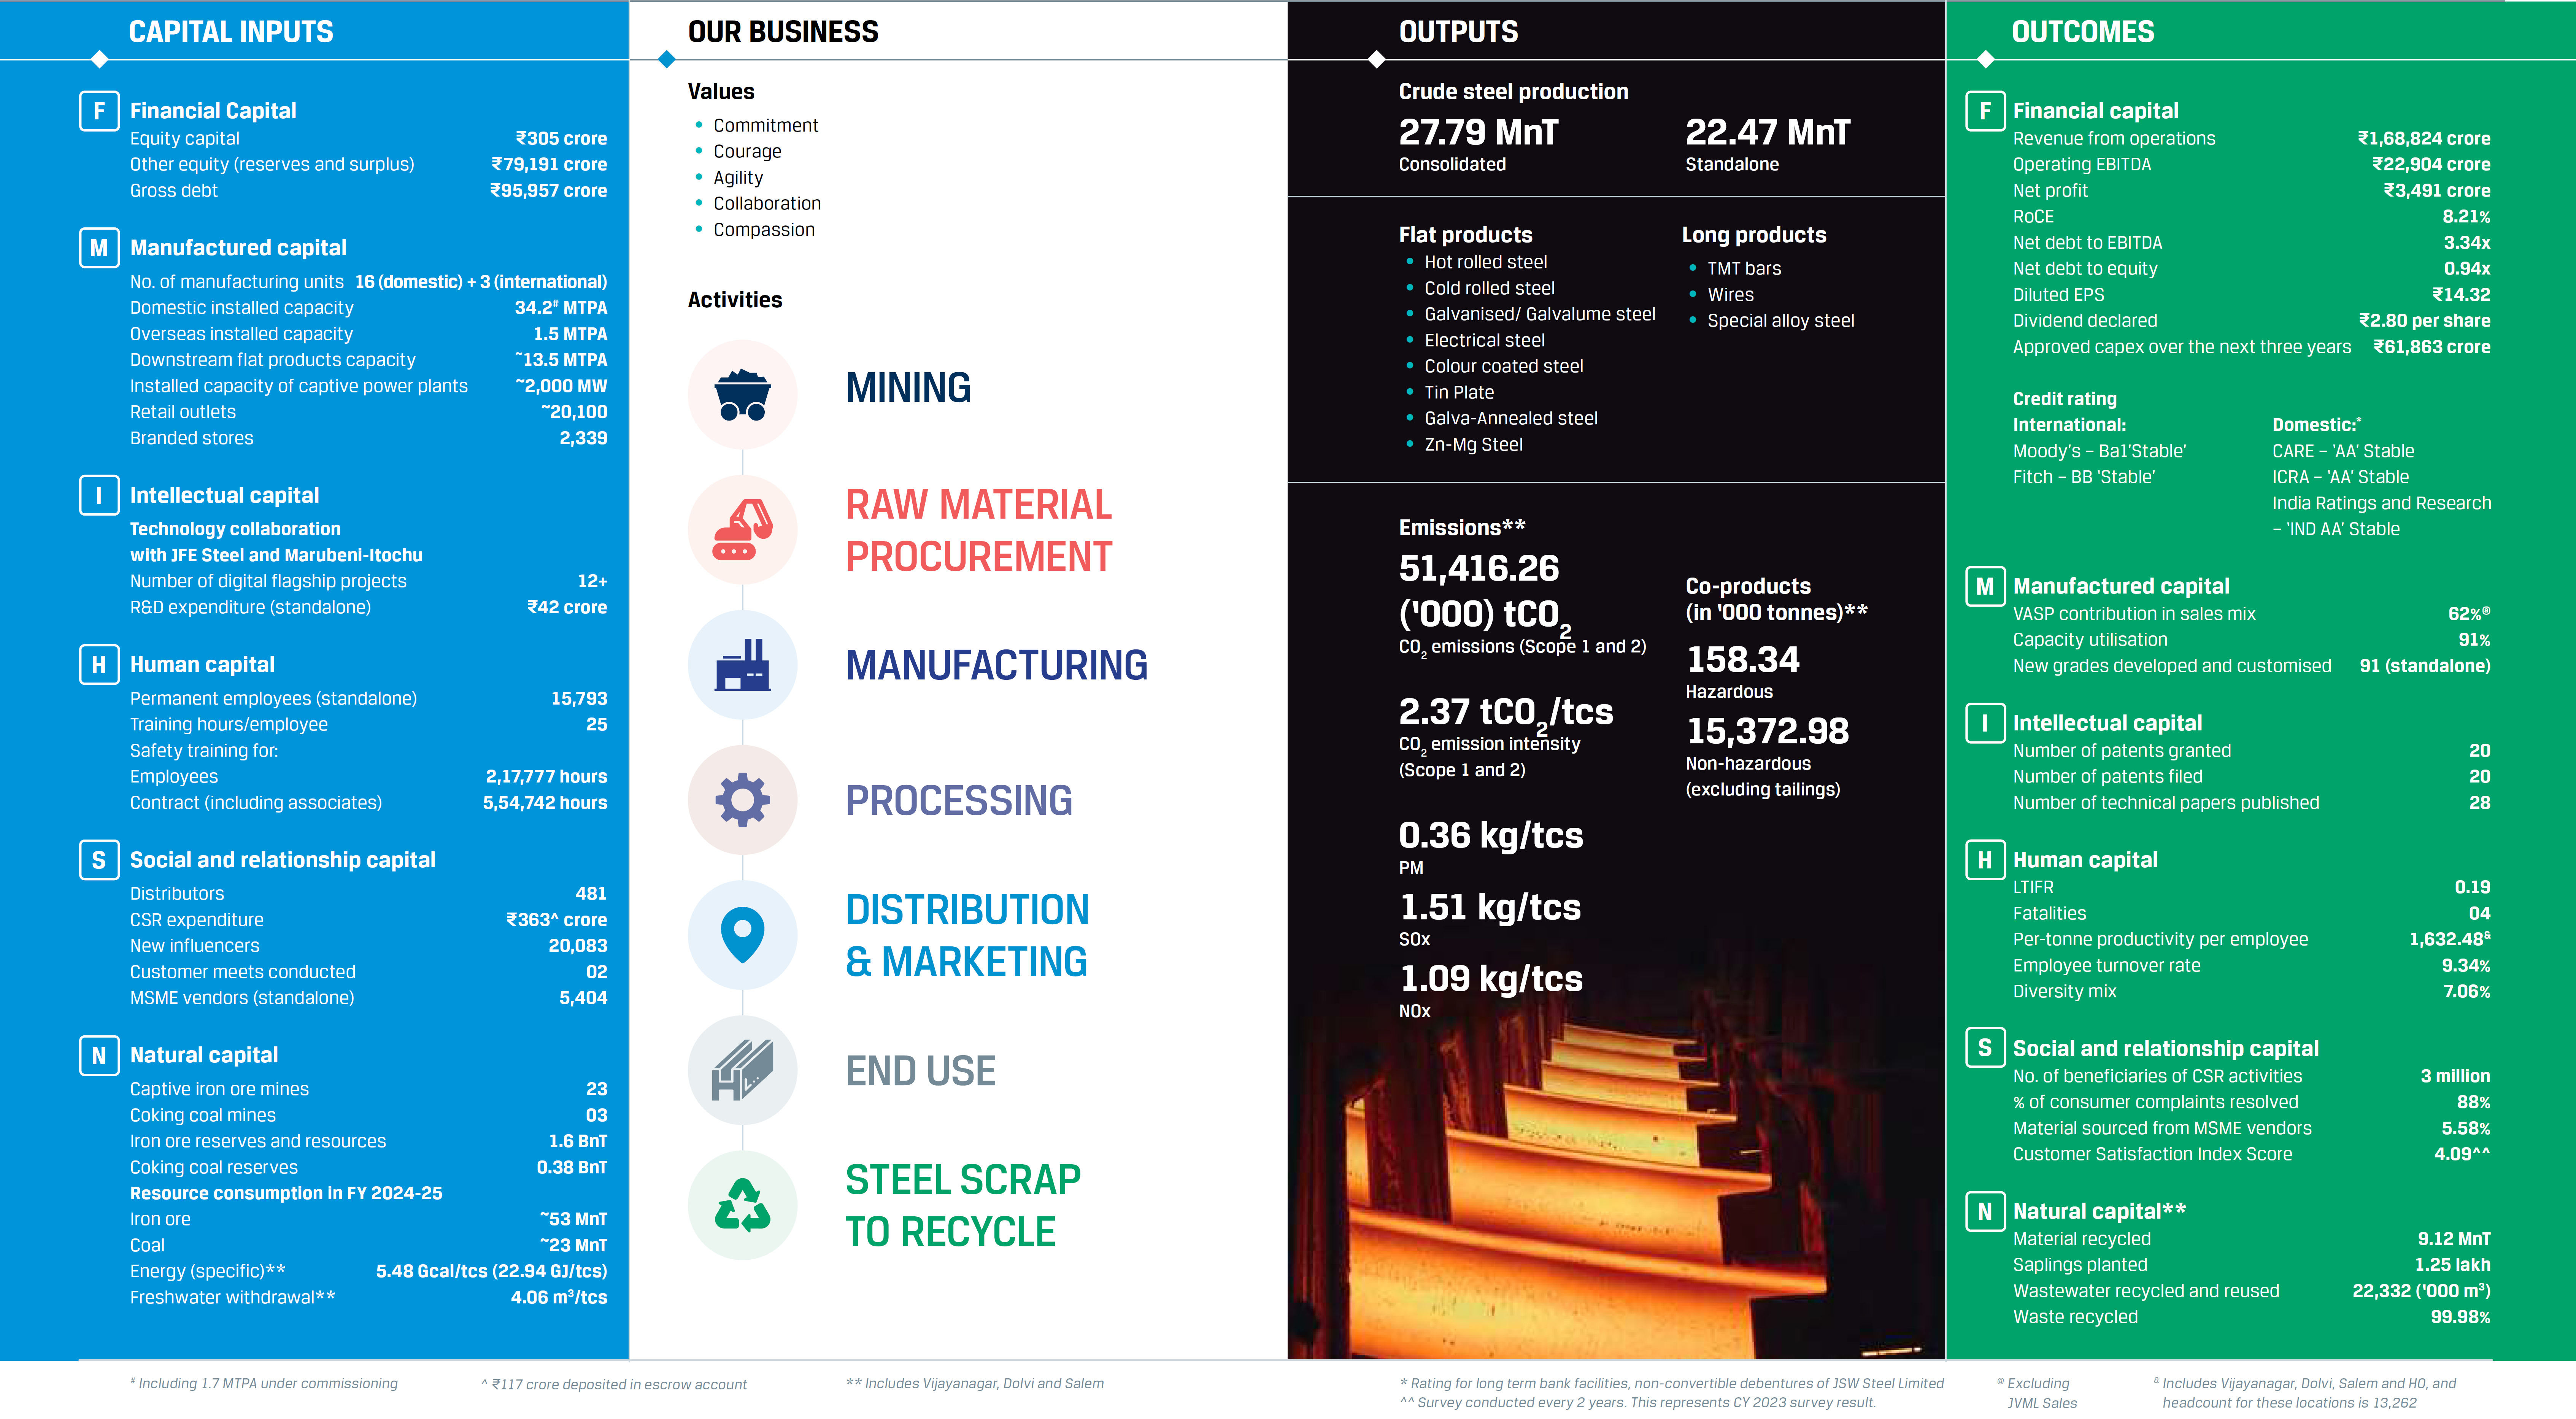 CAPITAL INPUTS
F
Financial Capital
Equity capital ₹305 crore
Other equity (reserves and surplus) ₹79,191 crore
Gross debt ₹95,957 crore
M
Manufactured capital
No. of manufacturing units 16 (domestic) + 3 (international)
Domestic installed capacity 34.2# MTPA
Overseas installed capacity 1.5 MTPA
Downstream flat products capacity ~13.5 MTPA
Installed capacity of captive power plants ~2,000 MW
Retail outlets ~20,100
Branded stores 2,339
I
Intellectual capital
Technology collaboration
with JFE Steel and Marubeni-Itochu
Number of digital flagship projects 12+
R&D expenditure (standalone) ₹42 crore
H
Human capital
Permanent employees (standalone) 15,793
Training hours/employee 25
Safety training for:
Employees 2,17,777 hours
Contract (including associates) 5,54,742 hours
S
Social and relationship capital
Distributors 481
CSR expenditure ₹363^ crore
New influencers 20,083
Customer meets conducted 02
MSME vendors (standalone) 5,404
N
Natural capital
Captive iron ore mines 23
Coking coal mines 03
Iron ore reserves and resources 1.6 BnT
Coking coal reserves 0.38 BnT
Resource consumption in FY 2024-25
Iron ore ~53 MnT
Coal ~23 MnT
Energy (specific)** 5.48 Gcal/tcs (22.94 GJ/tcs)
Freshwater withdrawal** 4.06 m³/tcs
OUR BUSINESS
Values
• Commitment
• Courage
• Agility
• Collaboration
• Compassion
Activities
MINING
RAW MATERIAL
PROCUREMENT
MANUFACTURING
PROCESSING
DISTRIBUTION
& MARKETING
END USE
STEEL SCRAP
TO RECYCLE
OUTPUTS
Crude steel production
27.79 MnT
Consolidated
22.47 MnT
Standalone
Flat products
• Hot rolled steel
• Cold rolled steel
• Galvanised/ Galvalume steel
• Electrical steel
• Colour coated steel
• Tin Plate
• Galva-Annealed steel
• Zn-Mg Steel
Long products
• TMT bars
• Wires
• Special alloy steel
Emissions**
51,416.26
('000) tCO₂
CO₂ emissions (Scope 1 and 2)
2.37 tCO₂/tcs
CO₂ emission intensity
(Scope 1 and 2)
0.36 kg/tcs
PM
1.51 kg/tcs
SOx
1.09 kg/tcs
NOx
Co-products
(in '000 tonnes)**
158.34
Hazardous
15,372.98
Non-hazardous
(excluding tailings)
OUTCOMES
F
Financial capital
Revenue from operations ₹1,68,824 crore
Operating EBITDA ₹22,904 crore
Net profit ₹3,491 crore
RoCE 8.21%
Net debt to EBITDA 3.34x
Net debt to equity 0.94x
Diluted EPS ₹14.32
Dividend declared ₹2.80 per share
Approved capex over the next three years ₹61,863 crore
Credit rating
International:
Moody's – Ba1'Stable'
Fitch – BB 'Stable'
Domestic:*
CARE – 'AA' Stable
ICRA – 'AA' Stable
India Ratings and Research
– 'IND AA' Stable
M
Manufactured capital
VASP contribution in sales mix 62%@
Capacity utilisation 91%
New grades developed and customised 91 (standalone)
I
Intellectual capital
Number of patents granted 20
Number of patents filed 20
Number of technical papers published 28
H
Human capital
LTIFR 0.19
Fatalities 04
Per-tonne productivity per employee 1,632.48&
Employee turnover rate 9.34%
Diversity mix 7.06%
S
Social and relationship capital
No. of beneficiaries of CSR activities 3 million
% of consumer complaints resolved 88%
Material sourced from MSME vendors 5.58%
Customer Satisfaction Index Score 4.09^^
N
Natural capital**
Material recycled 9.12 MnT
Saplings planted 1.25 lakh
Wastewater recycled and reused 22,332 ('000 m³)
Waste recycled 99.98%
# Including 1.7 MTPA under commissioning
^ ₹117 crore deposited in escrow account
** Includes Vijayanagar, Dolvi and Salem
* Rating for long term bank facilities, non-convertible debentures of JSW Steel Limited
^^ Survey conducted every 2 years. This represents CY 2023 survey result.
@ Excluding
JVML Sales
& Includes Vijayanagar, Dolvi, Salem and HO, and
headcount for these locations is 13,262